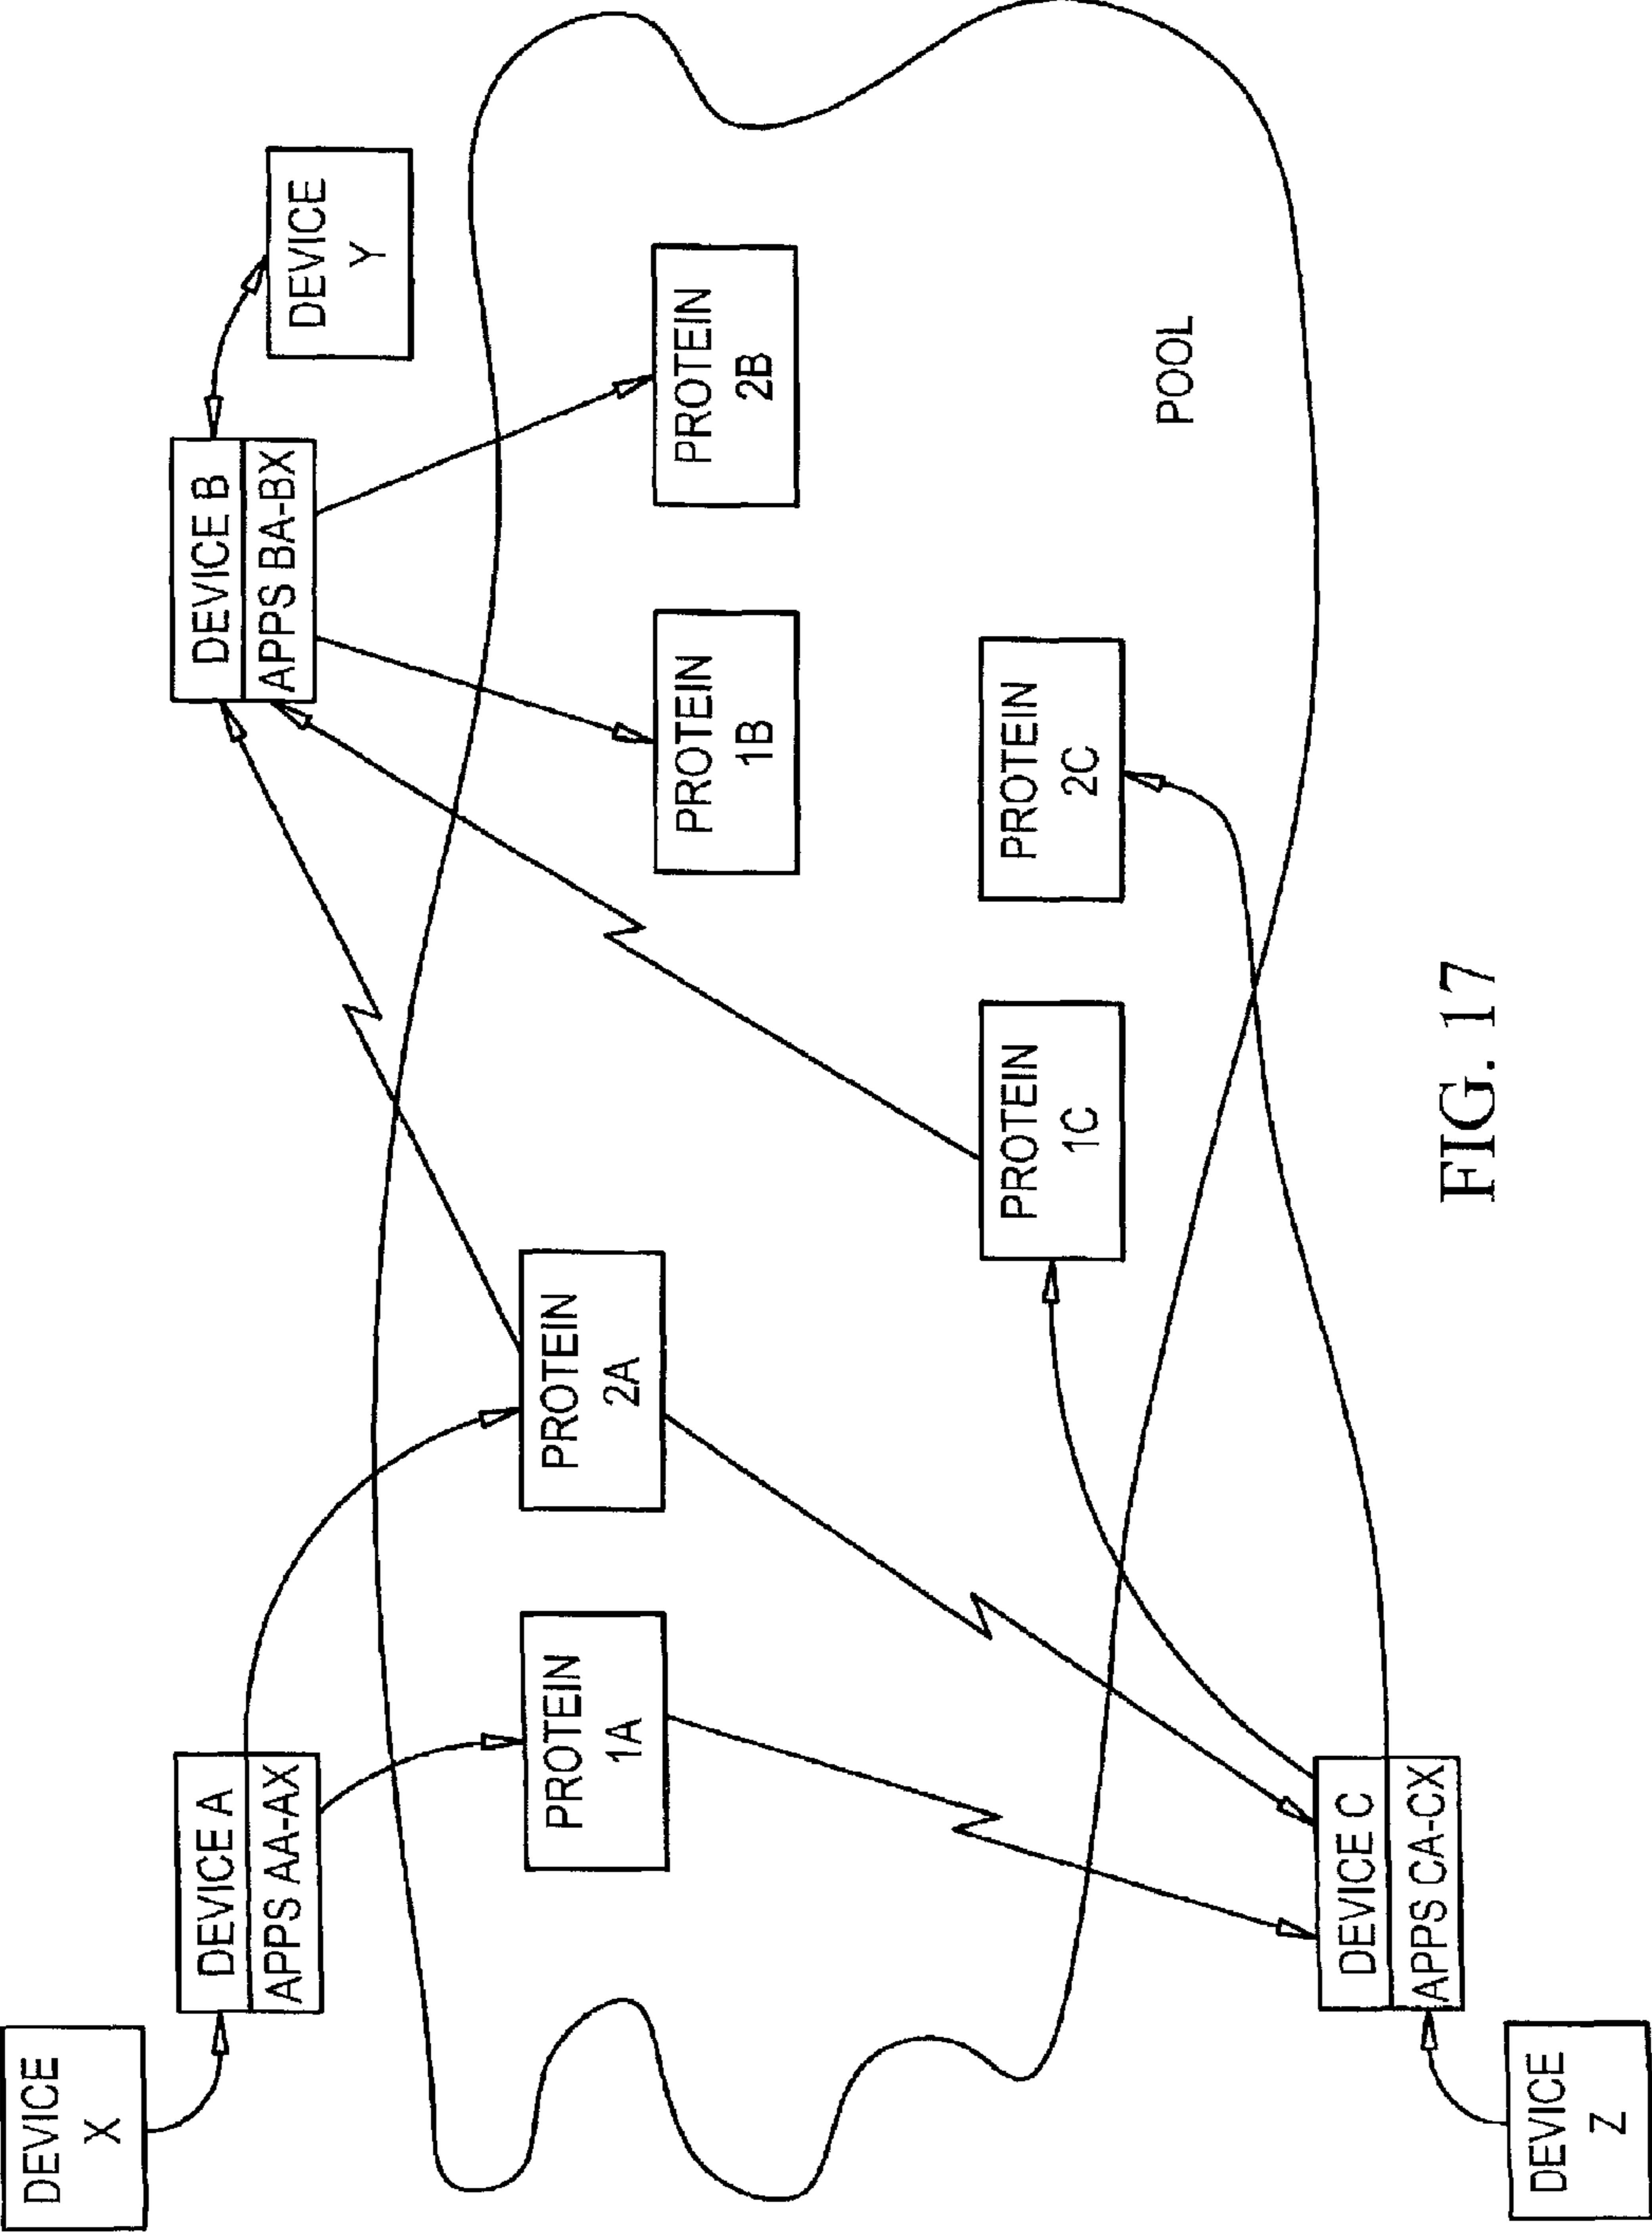 DEVICE
X
DEVICE A
APPS AA-AX
DEVICE B
APPS BA-BX
DEVICE
Y
PROTEIN
1A
PROTEIN
2A
PROTEIN
1B
PROTEIN
2B
PROTEIN
1C
PROTEIN
2C
POOL
DEVICE C
APPS CA-CX
DEVICE
Z
FIG. 17